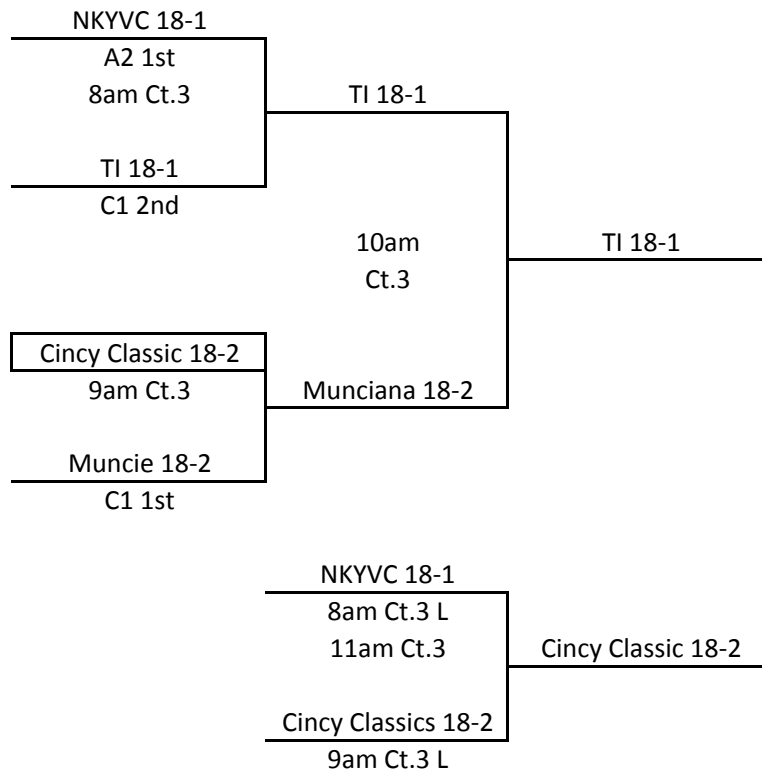 NKYVC 18-1
A2 1st
8am Ct.3
TI 18-1
TI 18-1
C1 2nd
10am
Ct.3
TI 18-1
Cincy Classic 18-2
9am Ct.3
Munciana 18-2
Muncie 18-2
C1 1st
NKYVC 18-1
8am Ct.3 L
11am Ct.3
Cincy Classic 18-2
Cincy Classics 18-2
9am Ct.3 L